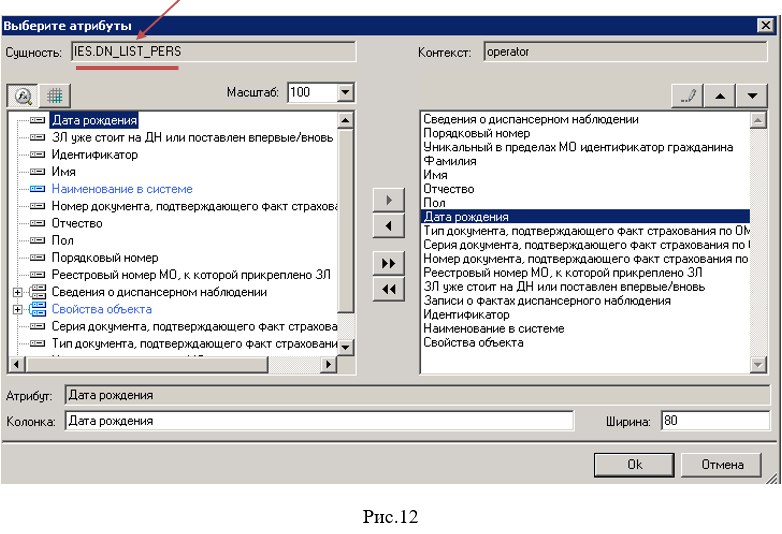 Выберите атрибуты
Сущность: IES.DN_LIST_PERS
Контекст: operator
Масштаб: 100
Дата рождения
ЗЛ уже стоит на ДН или поставлен впервые/вновь
Идентификатор
Имя
Наименование в системе
Номер документа, подтверждающего факт страхова
Отчество
Пол
Порядковый номер
Реестровый номер МО, к которой прикреплено ЗЛ
Сведения о диспансерном наблюдении
Свойства объекта
Серия документа, подтверждающего факт страхова
Тип документа, подтверждающего факт страховани
Сведения о диспансерном наблюдении
Порядковый номер
Уникальный в пределах МО идентификатор гражданина
Фамилия
Имя
Отчество
Пол
Дата рождения
Тип документа, подтверждающего факт страхования по ОМ
Серия документа, подтверждающего факт страхования по
Номер документа, подтверждающего факт страхования по
Реестровый номер МО, к которой прикреплено ЗЛ
ЗЛ уже стоит на ДН или поставлен впервые/вновь
Записи о фактах диспансерного наблюдения
Идентификатор
Наименование в системе
Свойства объекта
Атрибут: Дата рождения
Колонка: Дата рождения
Ширина: 80
Ok
Отмена
Рис.12